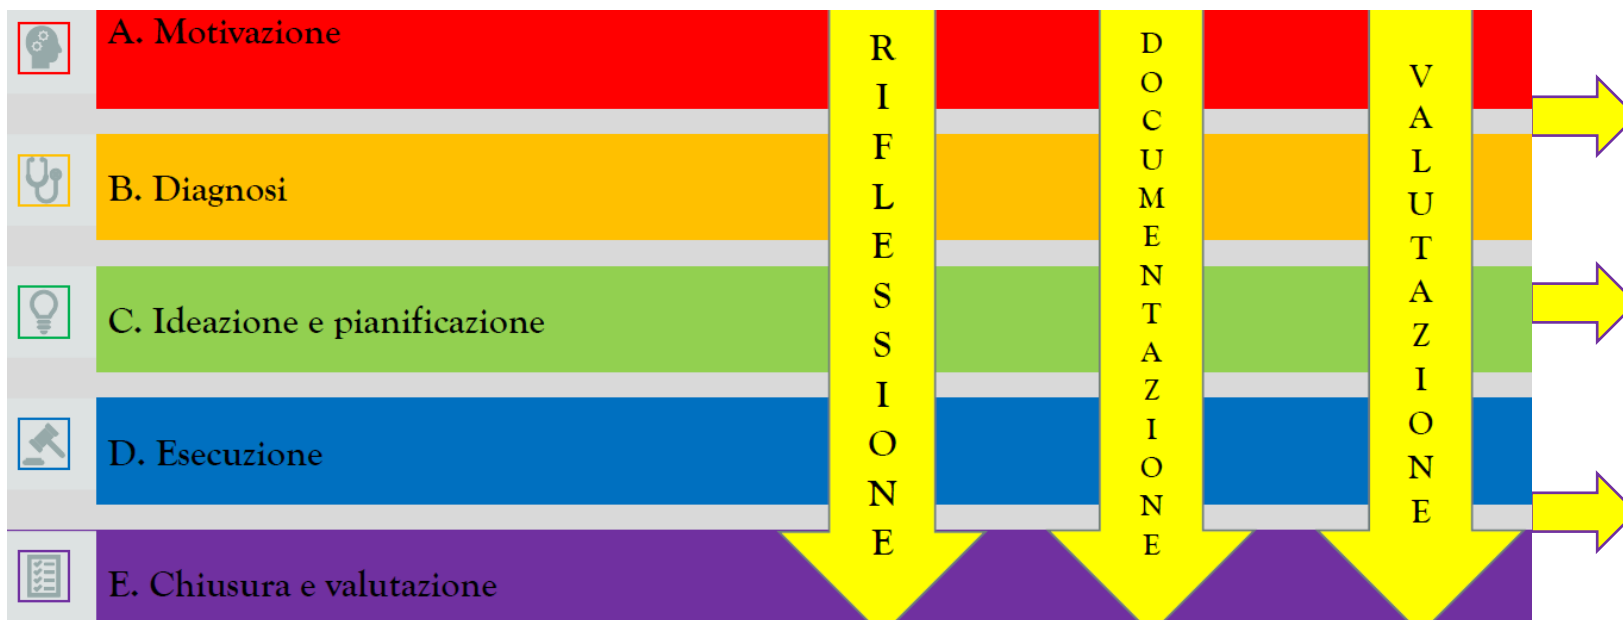 A. Motivazione
B. Diagnosi
C. Ideazione e pianificazione
D. Esecuzione
E. Chiusura e valutazione
RIFLESSIONE
DOCUMENTAZIONE
VALUTAZIONE